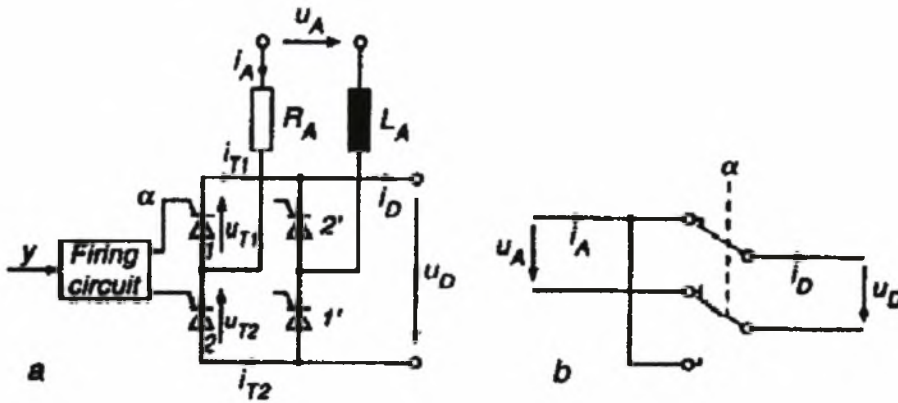 u_A
i_A
R_A
L_A
i_T1
α
i_D
2'
u_T1
1
y
Firing
circuit
u_D
u_T2
1'
2
i_T2
a
α
i_A
u_A
i_D
u_D
b